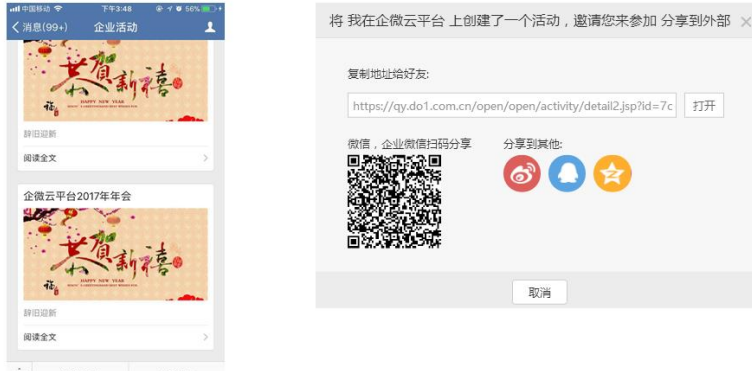 中国移动 下午3:48 56%
消息(99+) 企业活动
恭贺新禧
福
HAPPY NEW YEAR
辞旧迎新
阅读全文
企微云平台2017年年会
恭贺新禧
福
HAPPY NEW YEAR
辞旧迎新
阅读全文
将 我在企微云平台 上创建了一个活动，邀请您来参加 分享到外部
复制地址给好友:
https://qy.do1.com.cn/open/open/activity/detail2.jsp?id=7c 打开
微信，企业微信扫码分享 分享到其他:
取消